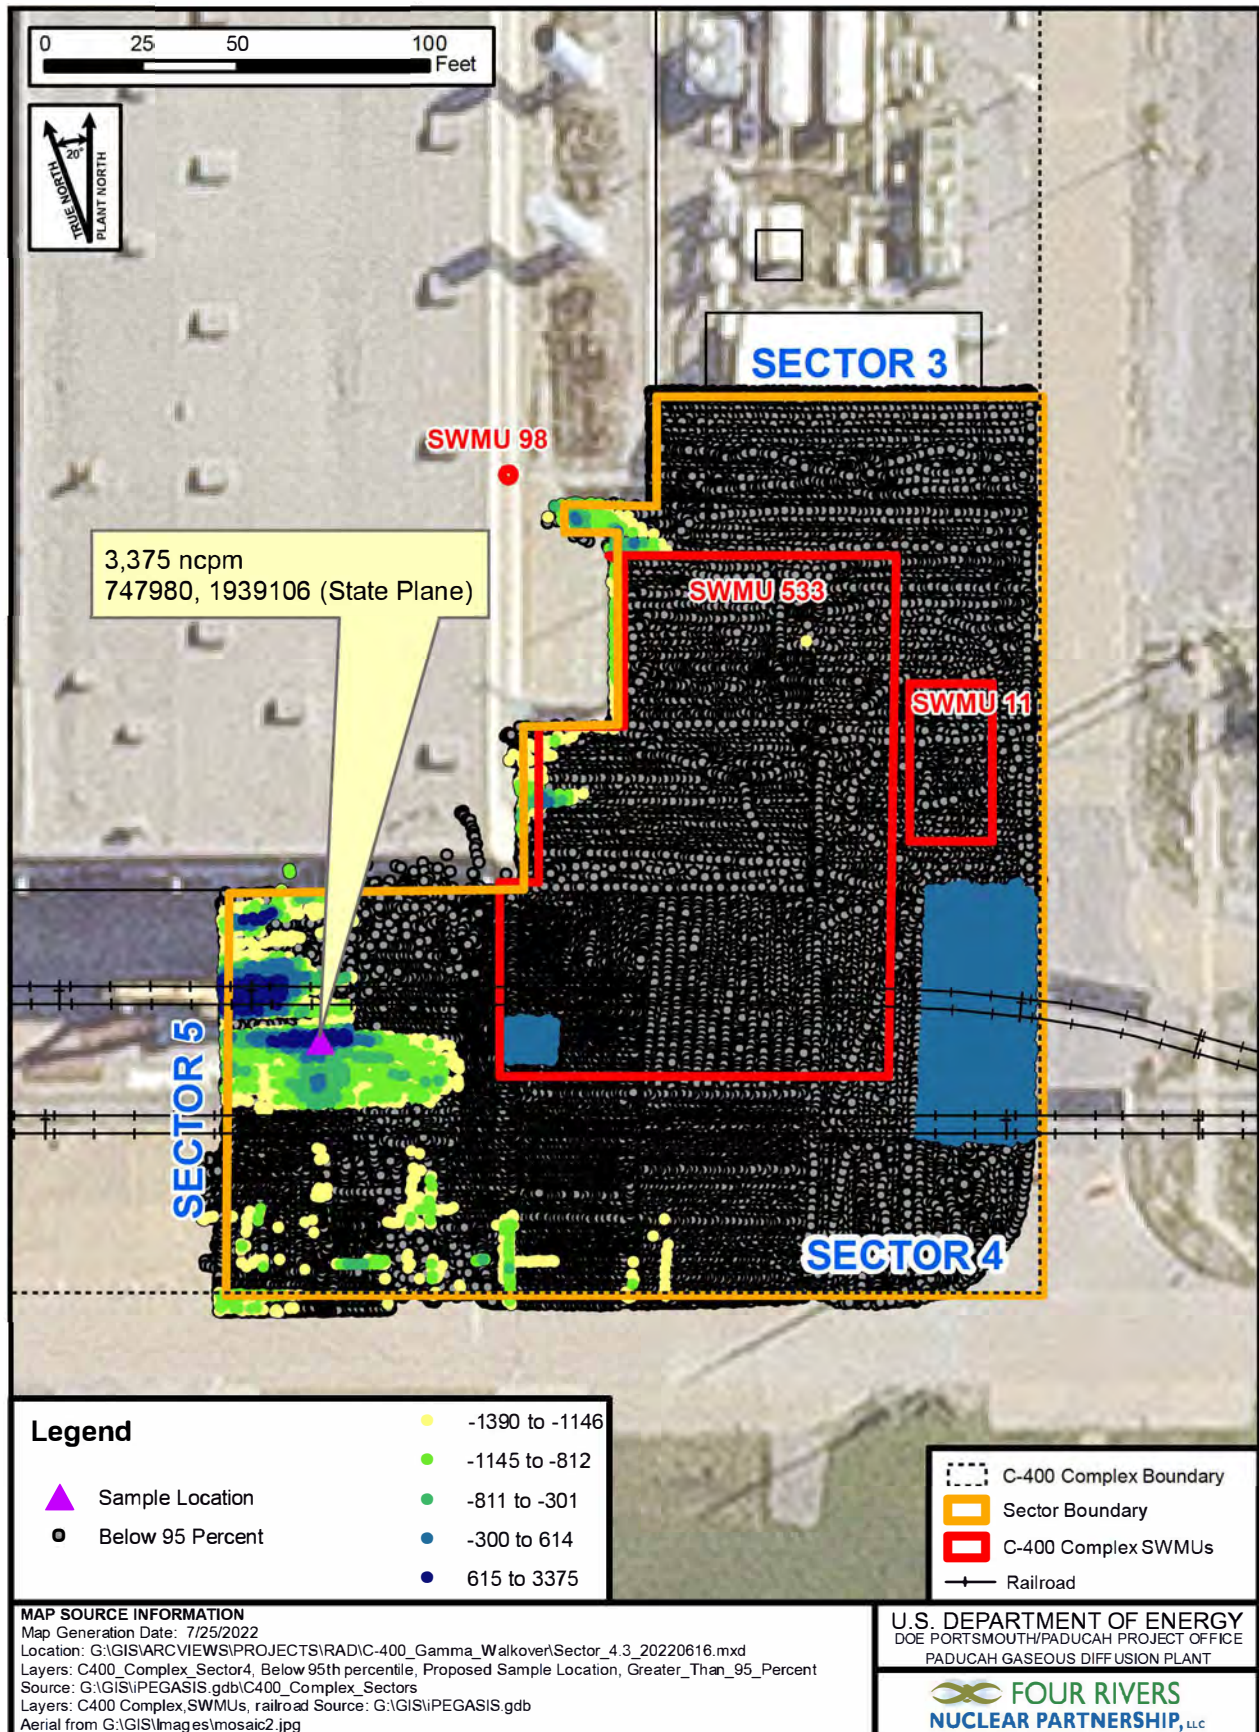 0 25 50 100
Feet
20°
TRUE NORTH
PLANT NORTH
SECTOR 3
SWMU 98
3,375 ncpm
747980, 1939106 (State Plane)
SWMU 533
SWMU 11
SECTOR 5
SECTOR 4
Legend
Sample Location
Below 95 Percent
-1390 to -1146
-1145 to -812
-811 to -301
-300 to 614
615 to 3375
C-400 Complex Boundary
Sector Boundary
C-400 Complex SWMUs
Railroad
MAP SOURCE INFORMATION
Map Generation Date: 7/25/2022
Location: G:\GIS\ARCVIEWS\PROJECTS\RAD\C-400_Gamma_Walkover\Sector_4.3_20220616.mxd
Layers: C400_Complex_Sector4, Below 95th percentile, Proposed Sample Location, Greater_Than_95_Percent
Source: G:\GIS\iPEGASIS.gdb\C400_Complex_Sectors
Layers: C400 Complex,SWMUs, railroad Source: G:\GIS\iPEGASIS.gdb
Aerial from G:\GIS\Images\mosaic2.jpg
U.S. DEPARTMENT OF ENERGY
DOE PORTSMOUTH/PADUCAH PROJECT OFFICE
PADUCAH GASEOUS DIFFUSION PLANT
FOUR RIVERS
NUCLEAR PARTNERSHIP, LLC